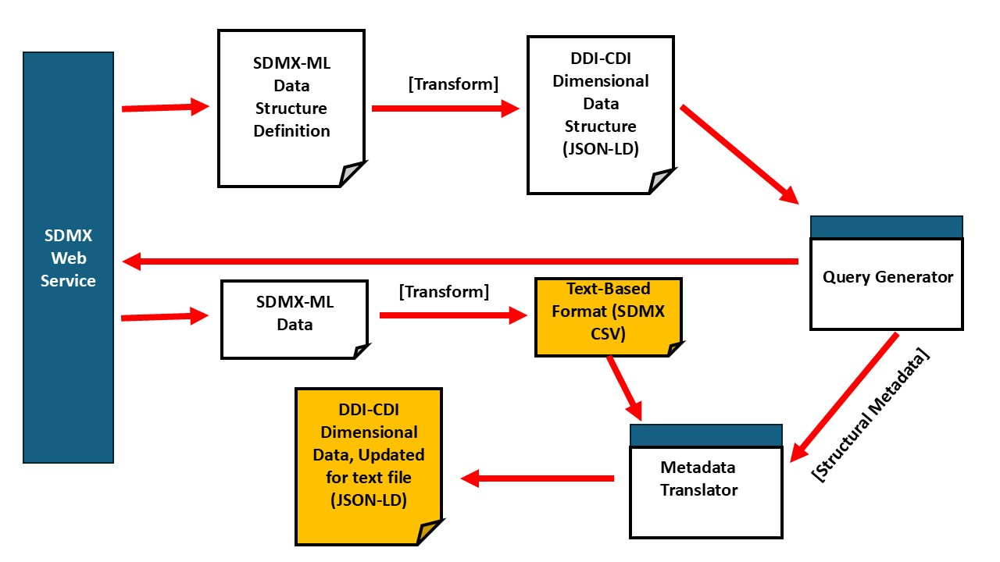 SDMX-ML
Data
Structure
Definition
[Transform]
DDI-CDI
Dimensional
Data
Structure
(JSON-LD)
SDMX
Web
Service
Query Generator
SDMX-ML
Data
[Transform]
Text-Based
Format (SDMX
CSV)
[Structural Metadata]
DDI-CDI
Dimensional
Data, Updated
for text file
(JSON-LD)
Metadata
Translator